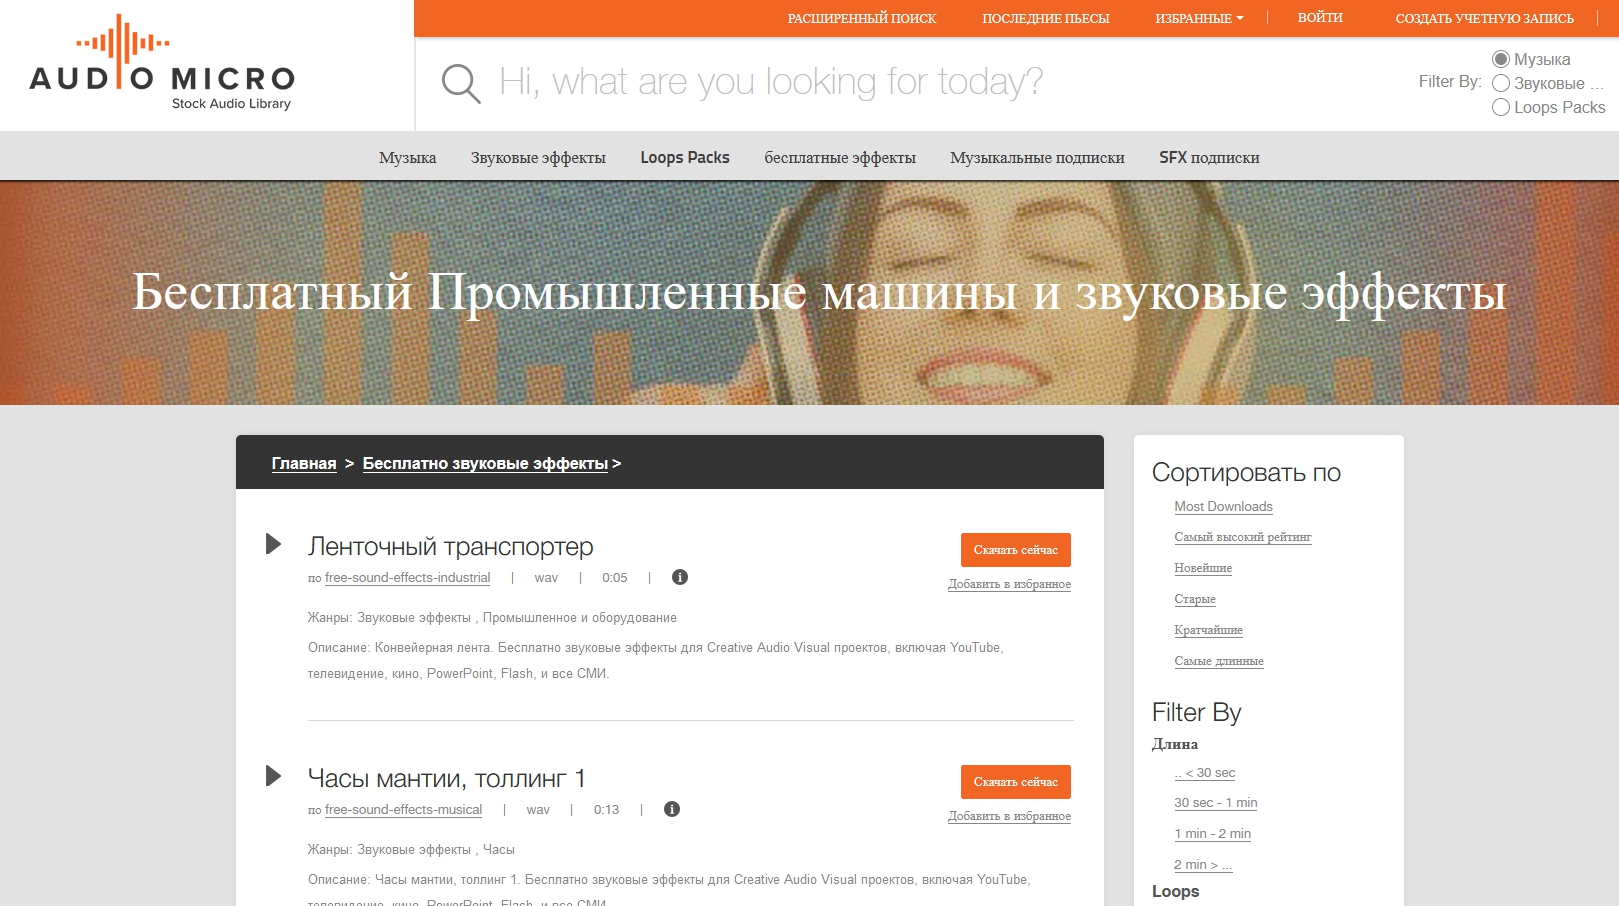 РАСШИРЕННЫЙ ПОИСК ПОСЛЕДНИЕ ПЬЕСЫ ИЗБРАННЫЕ ВОЙТИ СОЗДАТЬ УЧЕТНУЮ ЗАПИСЬ
AUDIO MICRO
Stock Audio Library
Hi, what are you looking for today?
Filter By:
Музыка
Звуковые ...
Loops Packs
Музыка Звуковые эффекты Loops Packs бесплатные эффекты Музыкальные подписки SFX подписки
Бесплатный Промышленные машины и звуковые эффекты
Главная > Бесплатно звуковые эффекты >
Ленточный транспортер
Скачать сейчас
по free-sound-effects-industrial | wav | 0:05 |
Добавить в избранное
Жанры: Звуковые эффекты , Промышленное и оборудование
Описание: Конвейерная лента. Бесплатно звуковые эффекты для Creative Audio Visual проектов, включая YouTube,
телевидение, кино, PowerPoint, Flash, и все СМИ.
Часы мантии, толлинг 1
Скачать сейчас
по free-sound-effects-musical | wav | 0:13 |
Добавить в избранное
Жанры: Звуковые эффекты , Часы
Описание: Часы мантии, толлинг 1. Бесплатно звуковые эффекты для Creative Audio Visual проектов, включая YouTube,
телевидение, кино, PowerPoint, Flash, и все СМИ.
Сортировать по
Most Downloads
Самый высокий рейтинг
Новейшие
Старые
Кратчайшие
Самые длинные
Filter By
Длина
.. < 30 sec
30 sec - 1 min
1 min - 2 min
2 min > ...
Loops